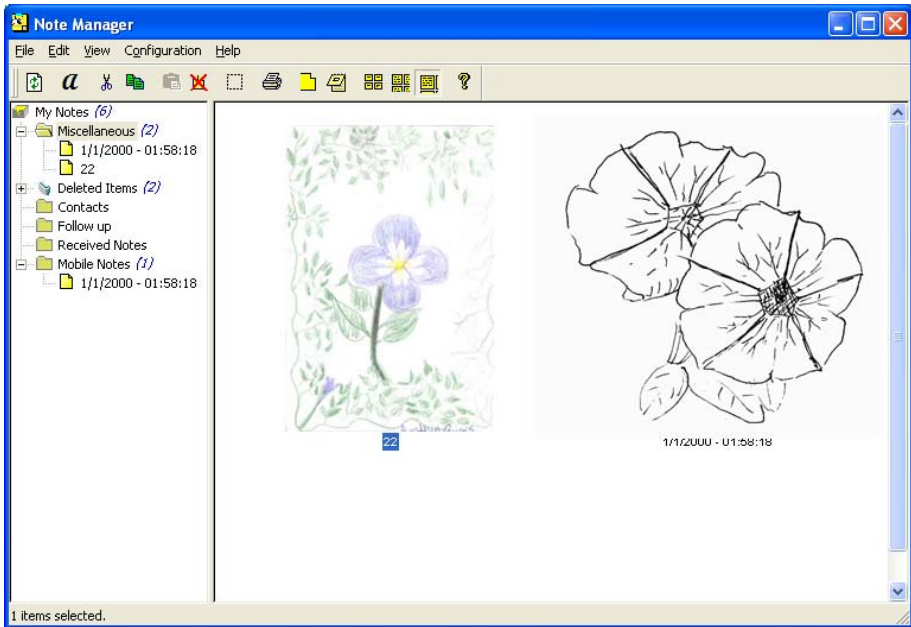 Note Manager
File Edit View Configuration Help
a ?
My Notes (6)
Miscellaneous (2)
1/1/2000 - 01:58:18
22
Deleted Items (2)
Contacts
Follow up
Received Notes
Mobile Notes (1)
1/1/2000 - 01:58:18
22
1/1/2000 - 01:58:18
1 items selected.